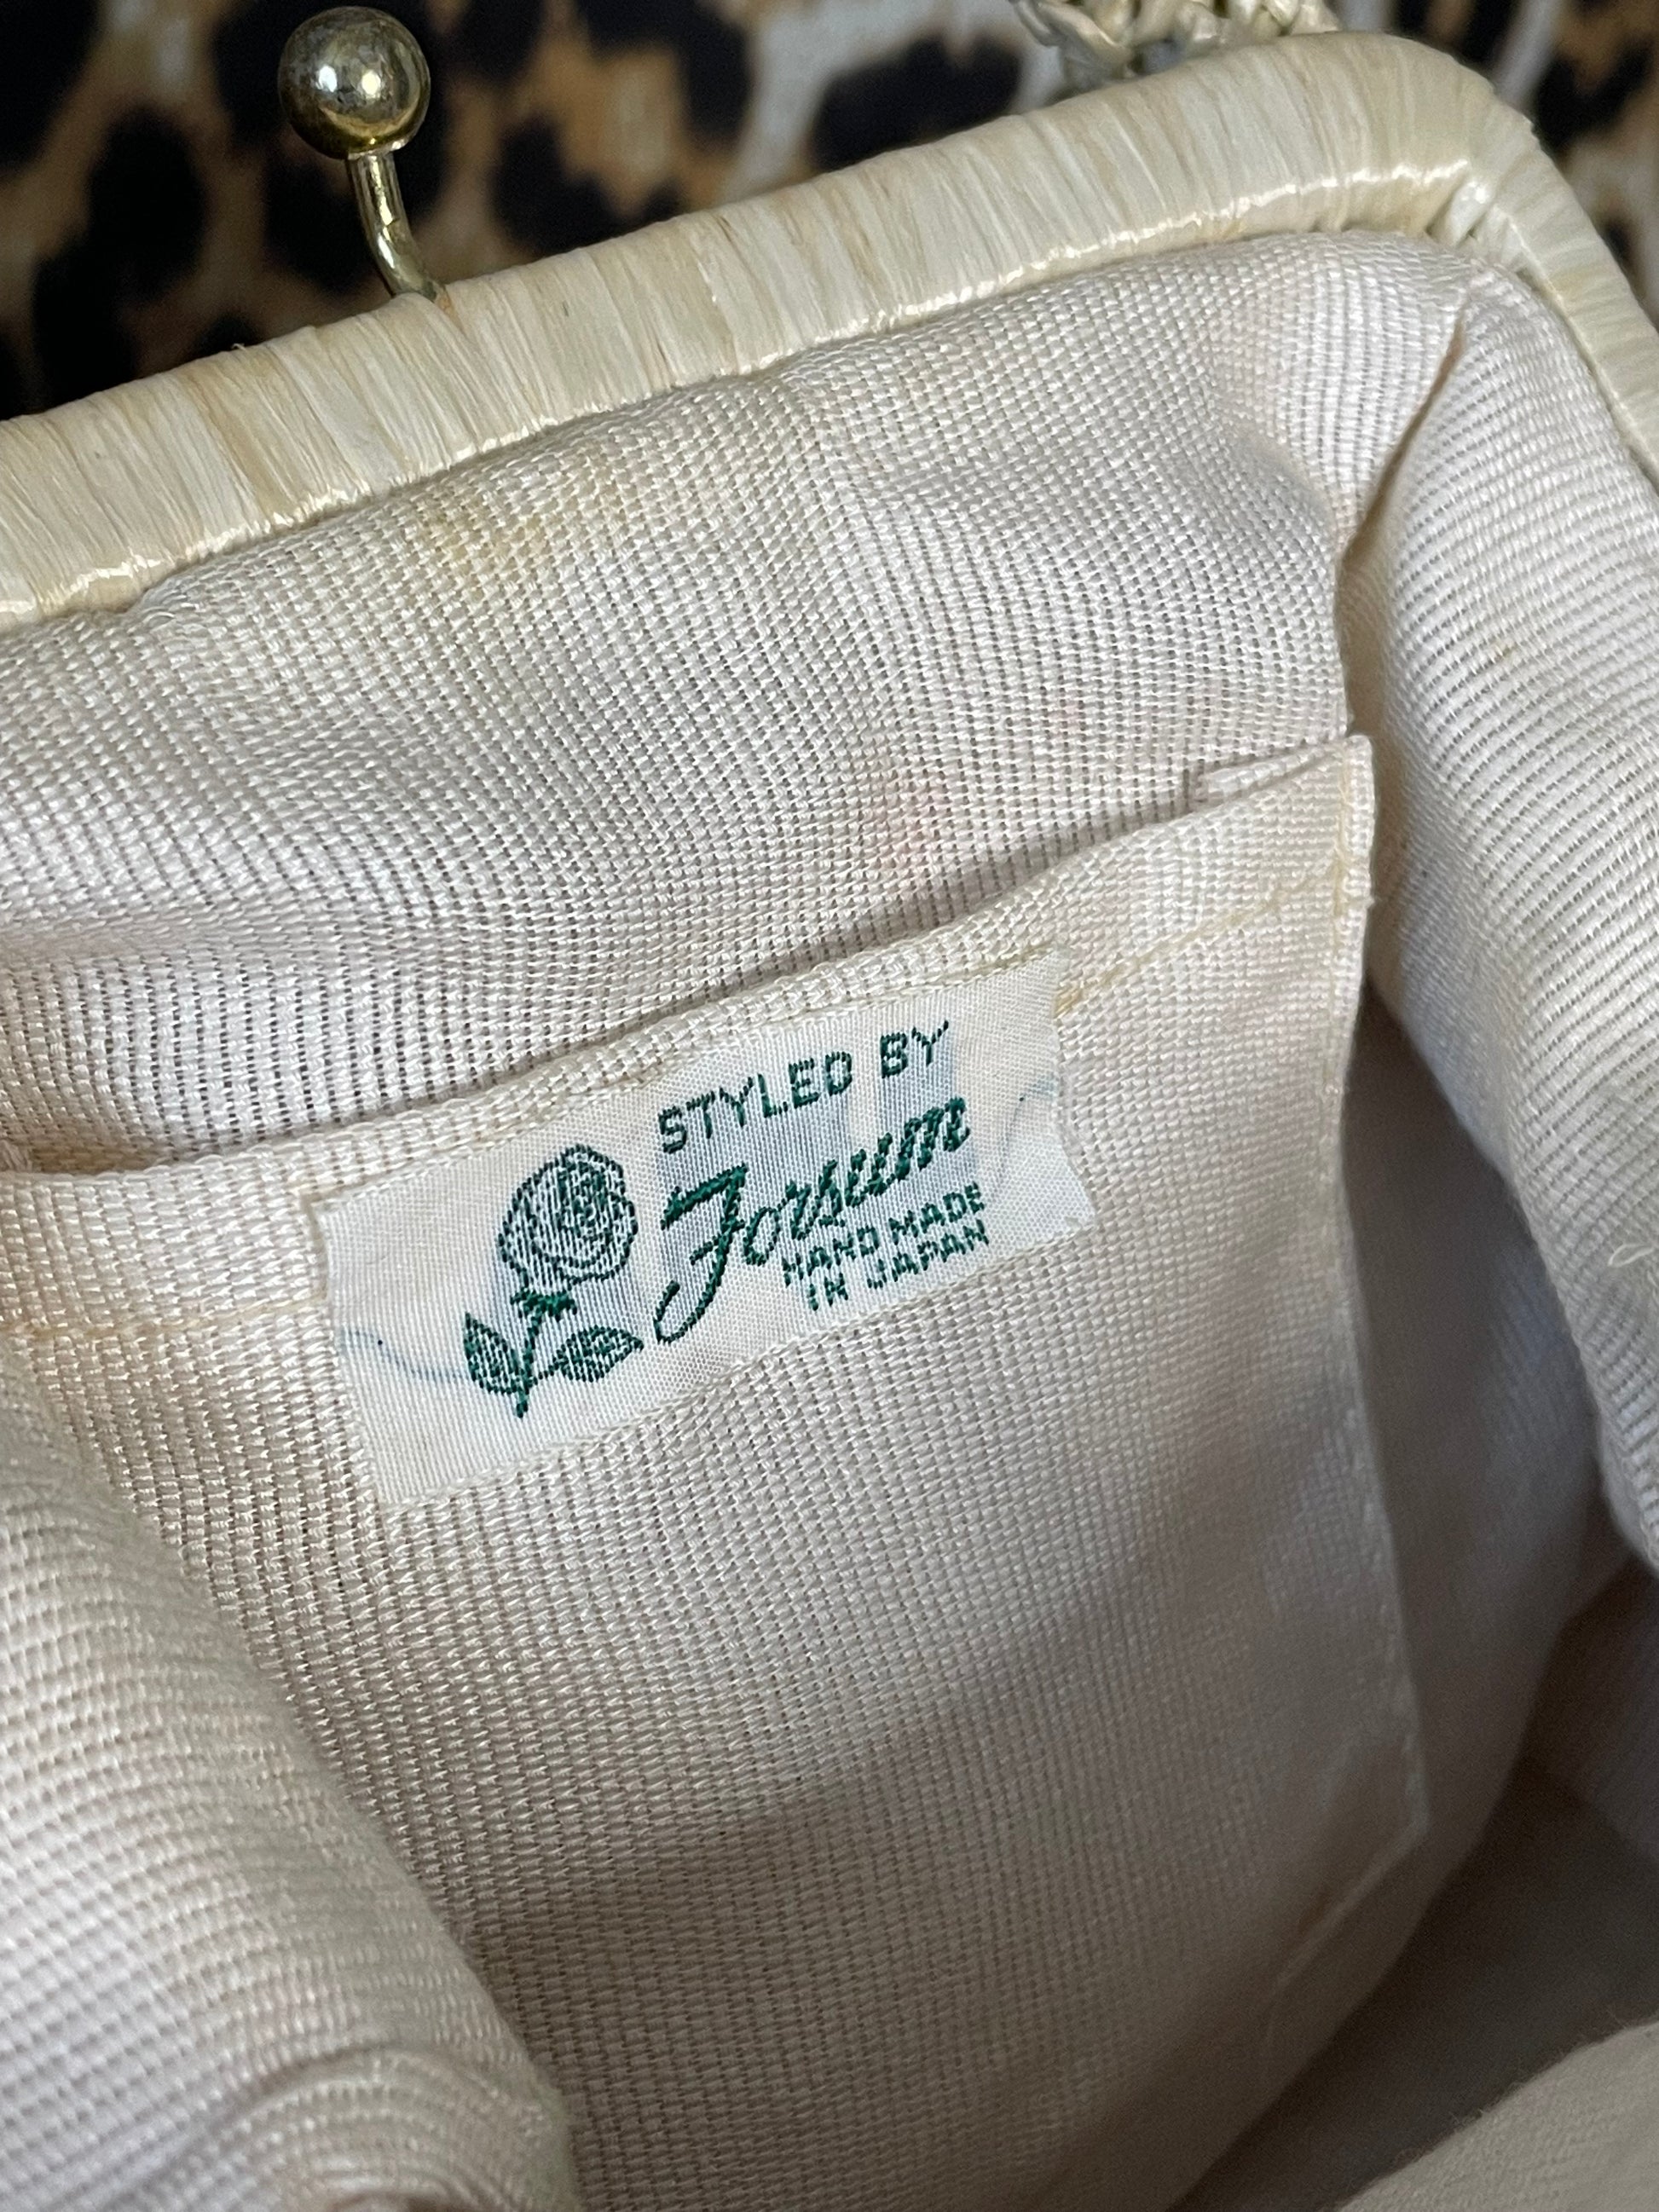 STYLED BY
Forsum
HAND MADE
IN JAPAN